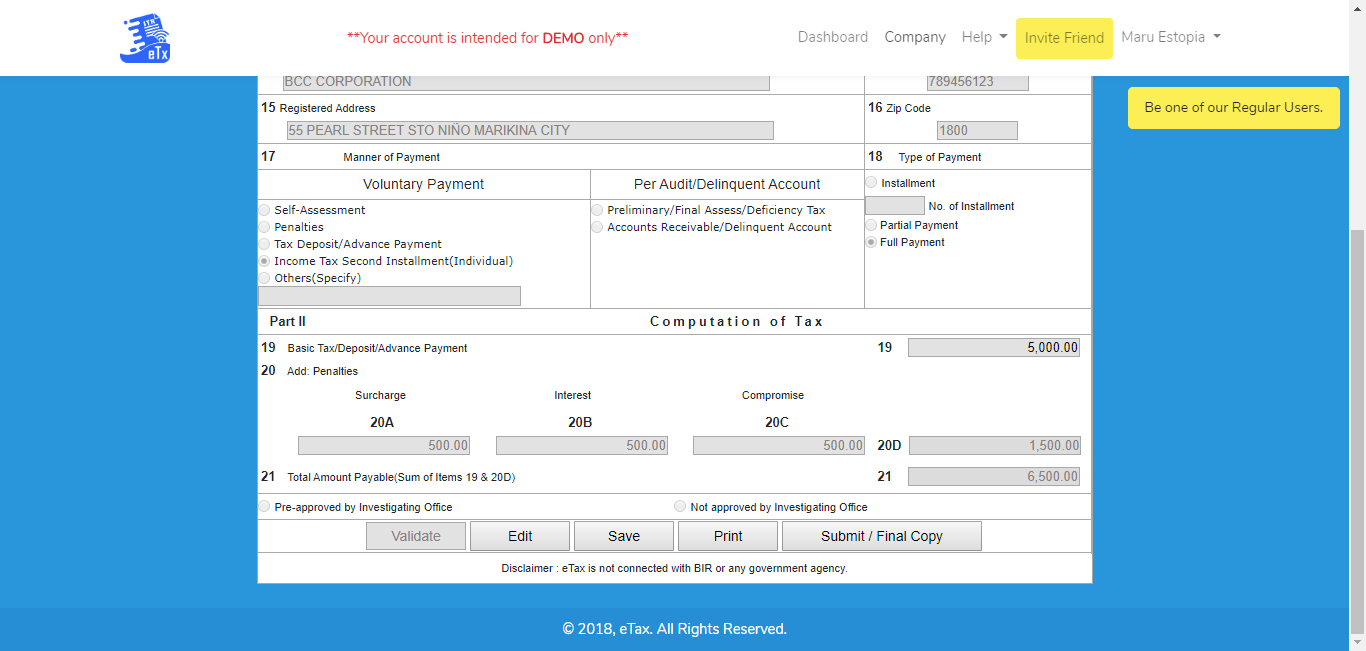 ITR
eTx
**Your account is intended for DEMO only**
Dashboard Company Help Invite Friend Maru Estopia
Be one of our Regular Users.
BCC CORPORATION 789456123
15 Registered Address 16 Zip Code
55 PEARL STREET STO NIÑO MARIKINA CITY 1800
17 Manner of Payment 18 Type of Payment
Voluntary Payment Per Audit/Delinquent Account Installment
No. of Installment
Self-Assessment Preliminary/Final Assess/Deficiency Tax
Penalties Accounts Receivable/Delinquent Account Partial Payment
Tax Deposit/Advance Payment Full Payment
Income Tax Second Installment(Individual)
Others(Specify)
Part II Computation of Tax
19 Basic Tax/Deposit/Advance Payment 19 5,000.00
20 Add: Penalties
Surcharge Interest Compromise
20A 20B 20C
500.00 500.00 500.00 20D 1,500.00
21 Total Amount Payable(Sum of Items 19 & 20D) 21 6,500.00
Pre-approved by Investigating Office Not approved by Investigating Office
Validate Edit Save Print Submit / Final Copy
Disclaimer : eTax is not connected with BIR or any government agency.
© 2018, eTax. All Rights Reserved.